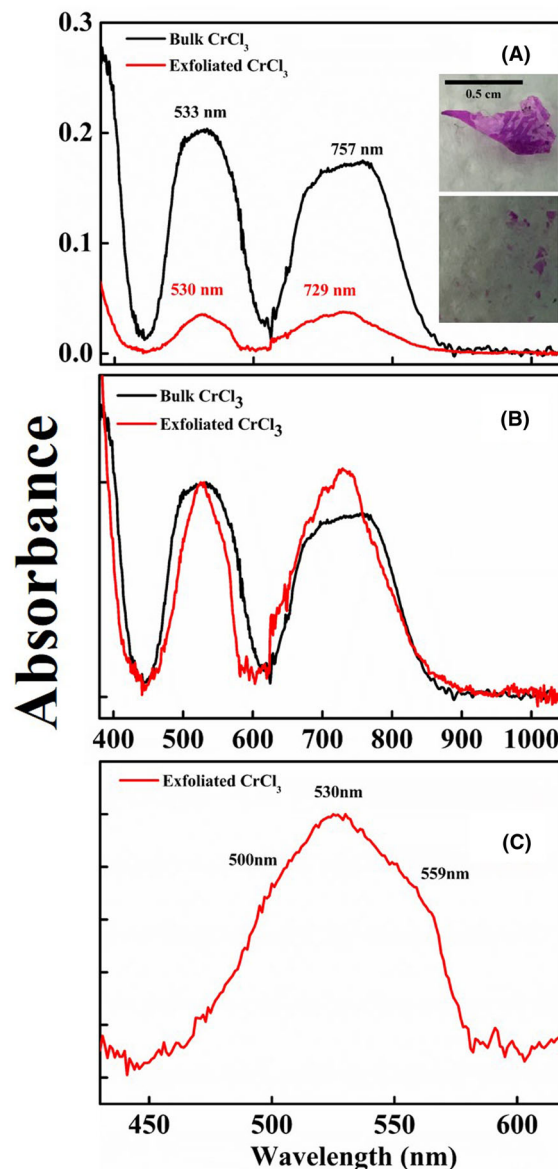 Absorbance
0.3
0.2
0.1
0.0
Bulk CrCl₃
Exfoliated CrCl₃
(A)
0.5 cm
533 nm
757 nm
530 nm
729 nm
Bulk CrCl₃
Exfoliated CrCl₃
(B)
400 500 600 700 800 900 1000
Exfoliated CrCl₃
(C)
530nm
500nm
559nm
450 500 550 600
Wavelength (nm)